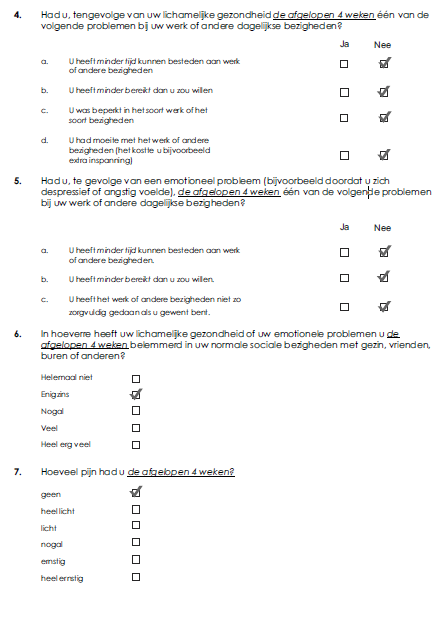 4. Had u, tengevolge van uw lichamelijke gezondheid de afgelopen 4 weken één van de
volgende problemen bij uw werk of andere dagelijkse bezigheden?
Ja Nee
a. U heeft minder tijd kunnen besteden aan werk
of andere bezigheden
b. U heeft minder bereikt dan u zou willen
c. U was beperkt in het soort werk of het
soort bezigheden
d. U had moeite met het werk of andere
bezigheden (het kostte u bijvoorbeeld
extra inspanning)
5. Had u, te gevolge van een emotioneel probleem (bijvoorbeeld doordat u zich
despressief of angstig voelde), de afgelopen 4 weken één van de volgende problemen
bij uw werk of andere dagelijkse bezigheden?
Ja Nee
a. U heeft minder tijd kunnen besteden aan werk
of andere bezigheden.
b. U heeft minder bereikt dan u zou willen.
c. U heeft het werk of andere bezigheden niet zo
zorgvuldig gedaan als u gewent bent.
6. In hoeverre heeft uw lichamelijke gezondheid of uw emotionele problemen u de
afgelopen 4 weken belemmerd in uw normale sociale bezigheden met gezin, vrienden,
buren of anderen?
Helemaal niet
Enigzins
Nogal
Veel
Heel erg veel
7. Hoeveel pijn had u de afgelopen 4 weken?
geen
heel licht
licht
nogal
ernstig
heel ernstig